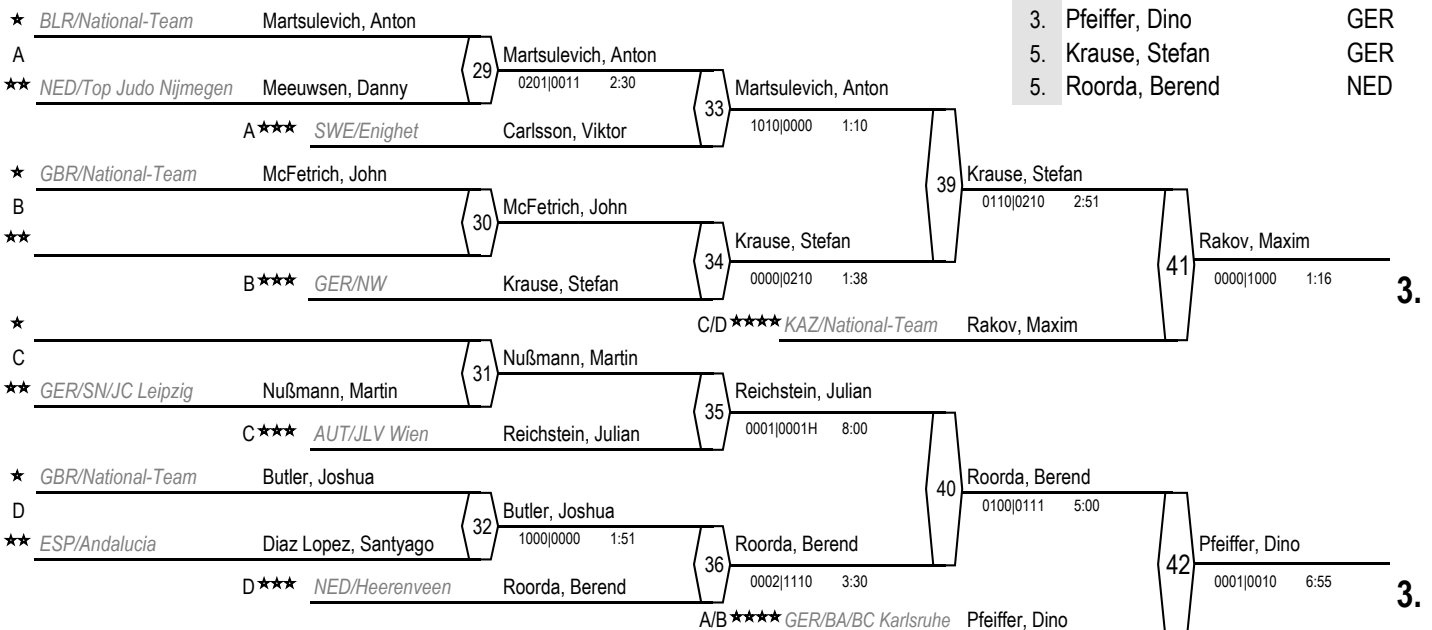 ★ BLR/National-Team Martsulevich, Anton
3. Pfeiffer, Dino GER
A
29
Martsulevich, Anton
5. Krause, Stefan GER
★★ NED/Top Judo Nijmegen Meeuwsen, Danny
0201|0011 2:30
33
Martsulevich, Anton
5. Roorda, Berend NED
A ★★★ SWE/Enighet Carlsson, Viktor
1010|0000 1:10
★ GBR/National-Team McFetrich, John
39
Krause, Stefan
B
30
McFetrich, John
0110|0210 2:51
★★
34
Krause, Stefan
41
Rakov, Maxim
B ★★★ GER/NW Krause, Stefan
0000|0210 1:38
0000|1000 1:16
3.
★
C/D ★★★★ KAZ/National-Team Rakov, Maxim
C
31
Nußmann, Martin
★★ GER/SN/JC Leipzig Nußmann, Martin
35
Reichstein, Julian
C ★★★ AUT/JLV Wien Reichstein, Julian
0001|0001H 8:00
★ GBR/National-Team Butler, Joshua
40
Roorda, Berend
D
32
Butler, Joshua
0100|0111 5:00
★★ ESP/Andalucia Diaz Lopez, Santyago
1000|0000 1:51
36
Roorda, Berend
42
Pfeiffer, Dino
D ★★★ NED/Heerenveen Roorda, Berend
0002|1110 3:30
0001|0010 6:55
3.
A/B ★★★★ GER/BA/BC Karlsruhe Pfeiffer, Dino